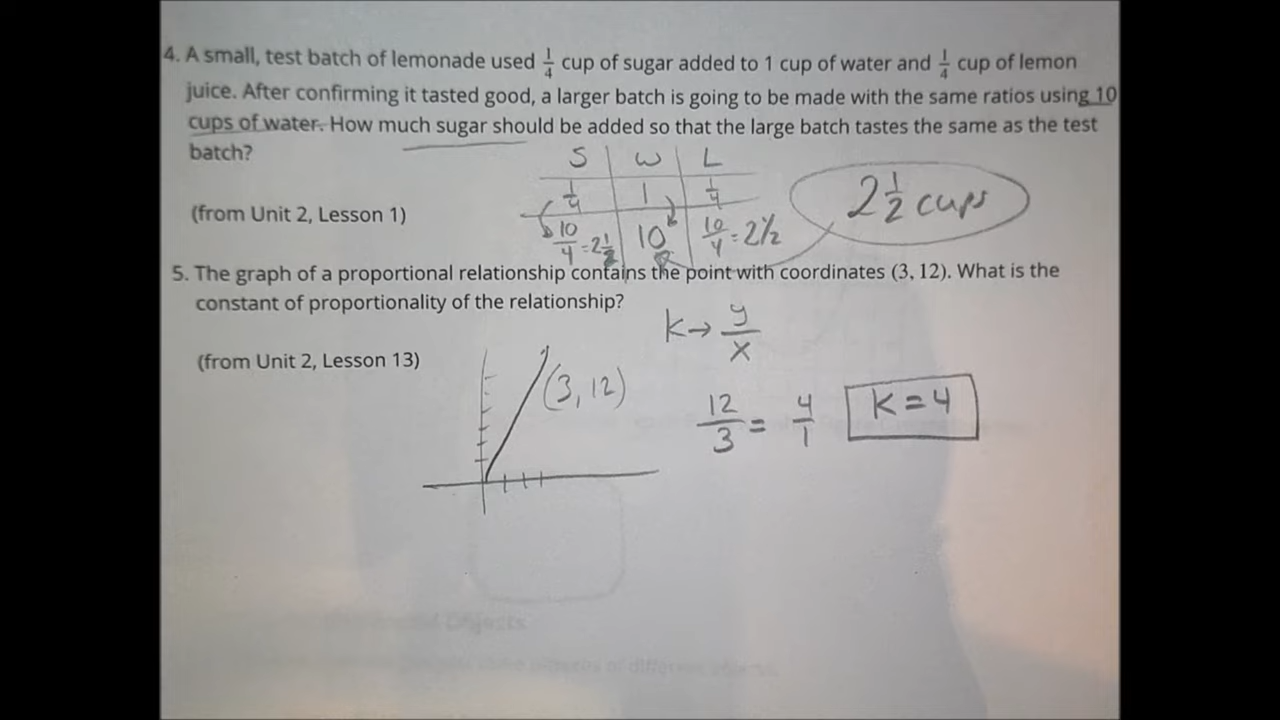 4. A small, test batch of lemonade used 1/4 cup of sugar added to 1 cup of water and 1/4 cup of lemon
juice. After confirming it tasted good, a larger batch is going to be made with the same ratios using 10
cups of water. How much sugar should be added so that the large batch tastes the same as the test
batch?
S W L
1/4 1 1/4
2 1/2 cups
(from Unit 2, Lesson 1)
10/4 = 2 1/2 10 10/4 = 2 1/2
5. The graph of a proportional relationship contains the point with coordinates (3, 12). What is the
constant of proportionality of the relationship?
k → y/x
(from Unit 2, Lesson 13)
(3, 12)
12/3 = 4/1 k = 4